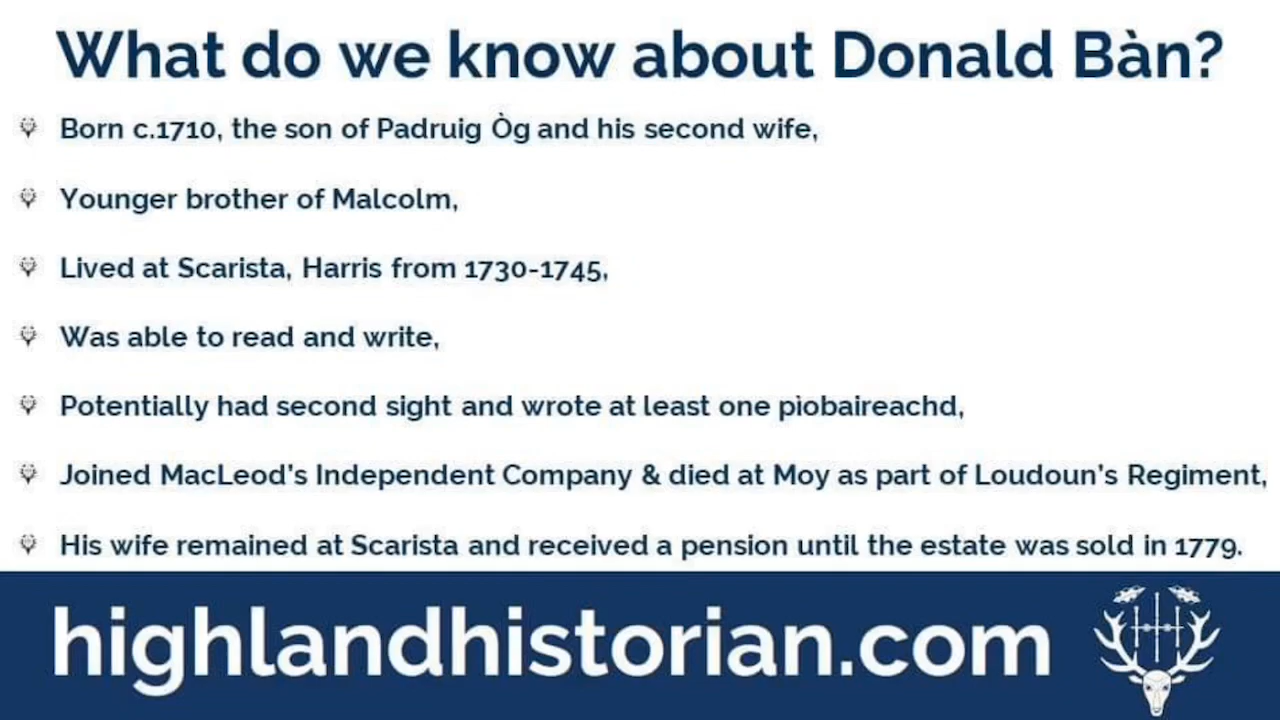 What do we know about Donald Bàn?
Born c.1710, the son of Padruig Òg and his second wife,
Younger brother of Malcolm,
Lived at Scarista, Harris from 1730-1745,
Was able to read and write,
Potentially had second sight and wrote at least one pìobaireachd,
Joined MacLeod's Independent Company & died at Moy as part of Loudoun's Regiment,
His wife remained at Scarista and received a pension until the estate was sold in 1779.
highlandhistorian.com